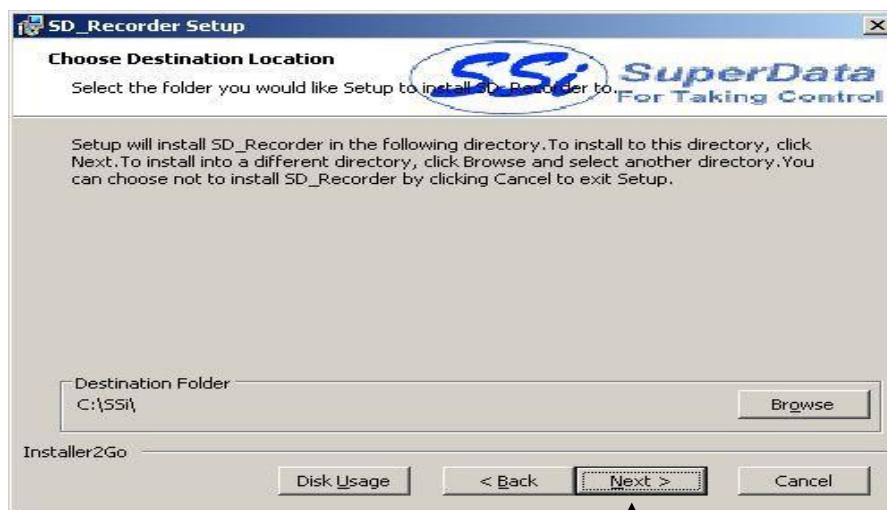 SD_Recorder Setup
Choose Destination Location
Select the folder you would like Setup to install SD_Recorder to.
SSi
SuperData
For Taking Control
Setup will install SD_Recorder in the following directory.To install to this directory, click
Next.To install into a different directory, click Browse and select another directory.You
can choose not to install SD_Recorder by clicking Cancel to exit Setup.
Destination Folder
C:\SSi\
Browse
Installer2Go
Disk Usage
< Back
Next >
Cancel